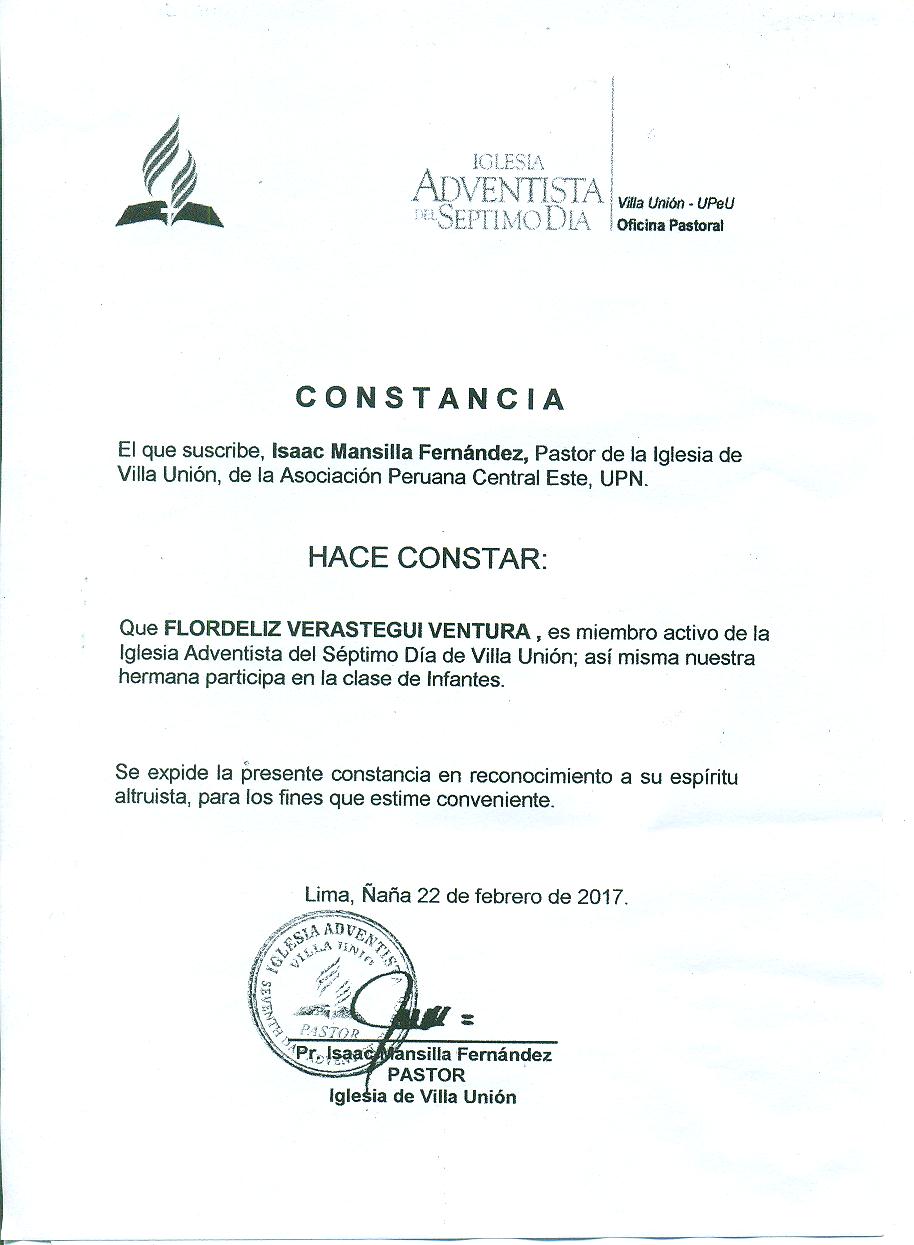 IGLESIA
ADVENTISTA
DEL SEPTIMO DIA
Villa Unión - UPeU
Oficina Pastoral
CONSTANCIA
El que suscribe, Isaac Mansilla Fernández, Pastor de la Iglesia de
Villa Unión, de la Asociación Peruana Central Este, UPN.
HACE CONSTAR:
Que FLORDELIZ VERASTEGUI VENTURA , es miembro activo de la
Iglesia Adventista del Séptimo Día de Villa Unión; así misma nuestra
hermana participa en la clase de Infantes.
Se expide la presente constancia en reconocimiento a su espíritu
altruista, para los fines que estime conveniente.
Lima, Ñaña 22 de febrero de 2017.
IGLESIA ADVENTISTA
VILLA UNIO
PASTOR
SEVENTH DAY
Pr. Isaac Mansilla Fernández
PASTOR
Iglesia de Villa Unión